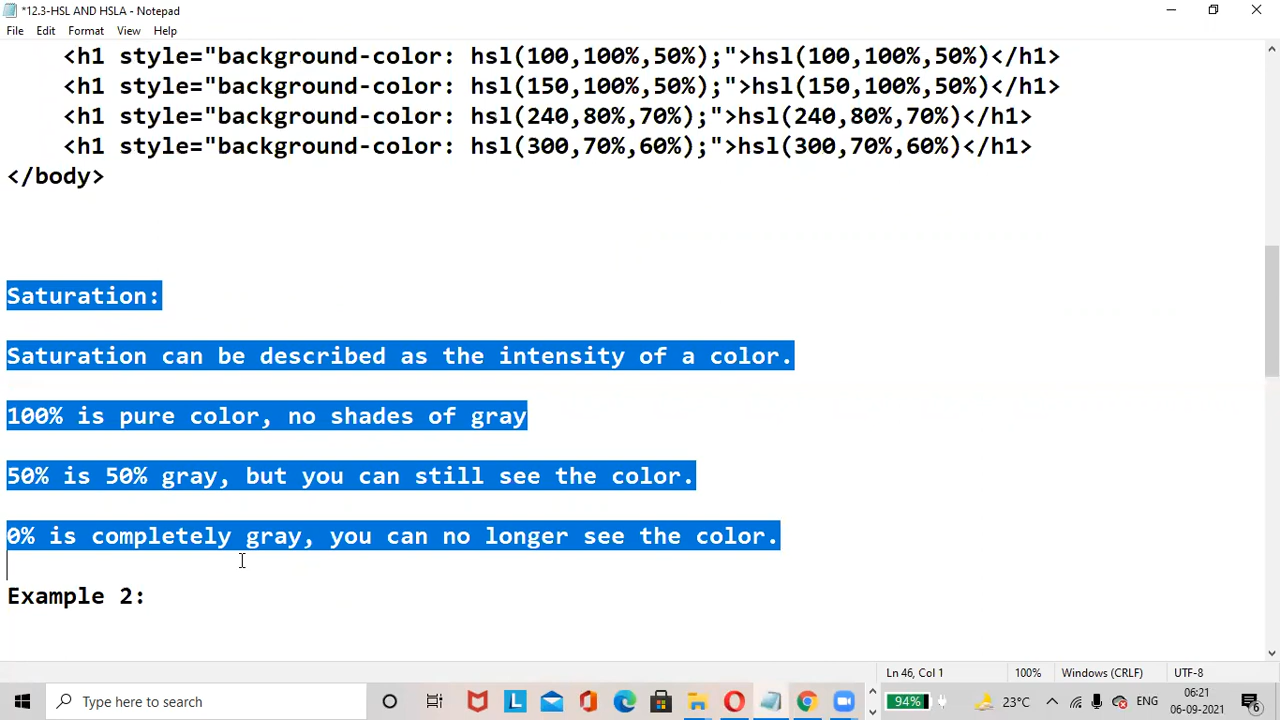 *12.3-HSL AND HSLA - Notepad
File Edit Format View Help
<h1 style="background-color: hsl(100,100%,50%);">hsl(100,100%,50%)</h1>
<h1 style="background-color: hsl(150,100%,50%);">hsl(150,100%,50%)</h1>
<h1 style="background-color: hsl(240,80%,70%);">hsl(240,80%,70%)</h1>
<h1 style="background-color: hsl(300,70%,60%);">hsl(300,70%,60%)</h1>
</body>
Saturation:
Saturation can be described as the intensity of a color.
100% is pure color, no shades of gray
50% is 50% gray, but you can still see the color.
0% is completely gray, you can no longer see the color.
Example 2:
Ln 46, Col 1 100% Windows (CRLF) UTF-8
Type here to search L 94% 23°C ENG 06:21
06-09-2021 6